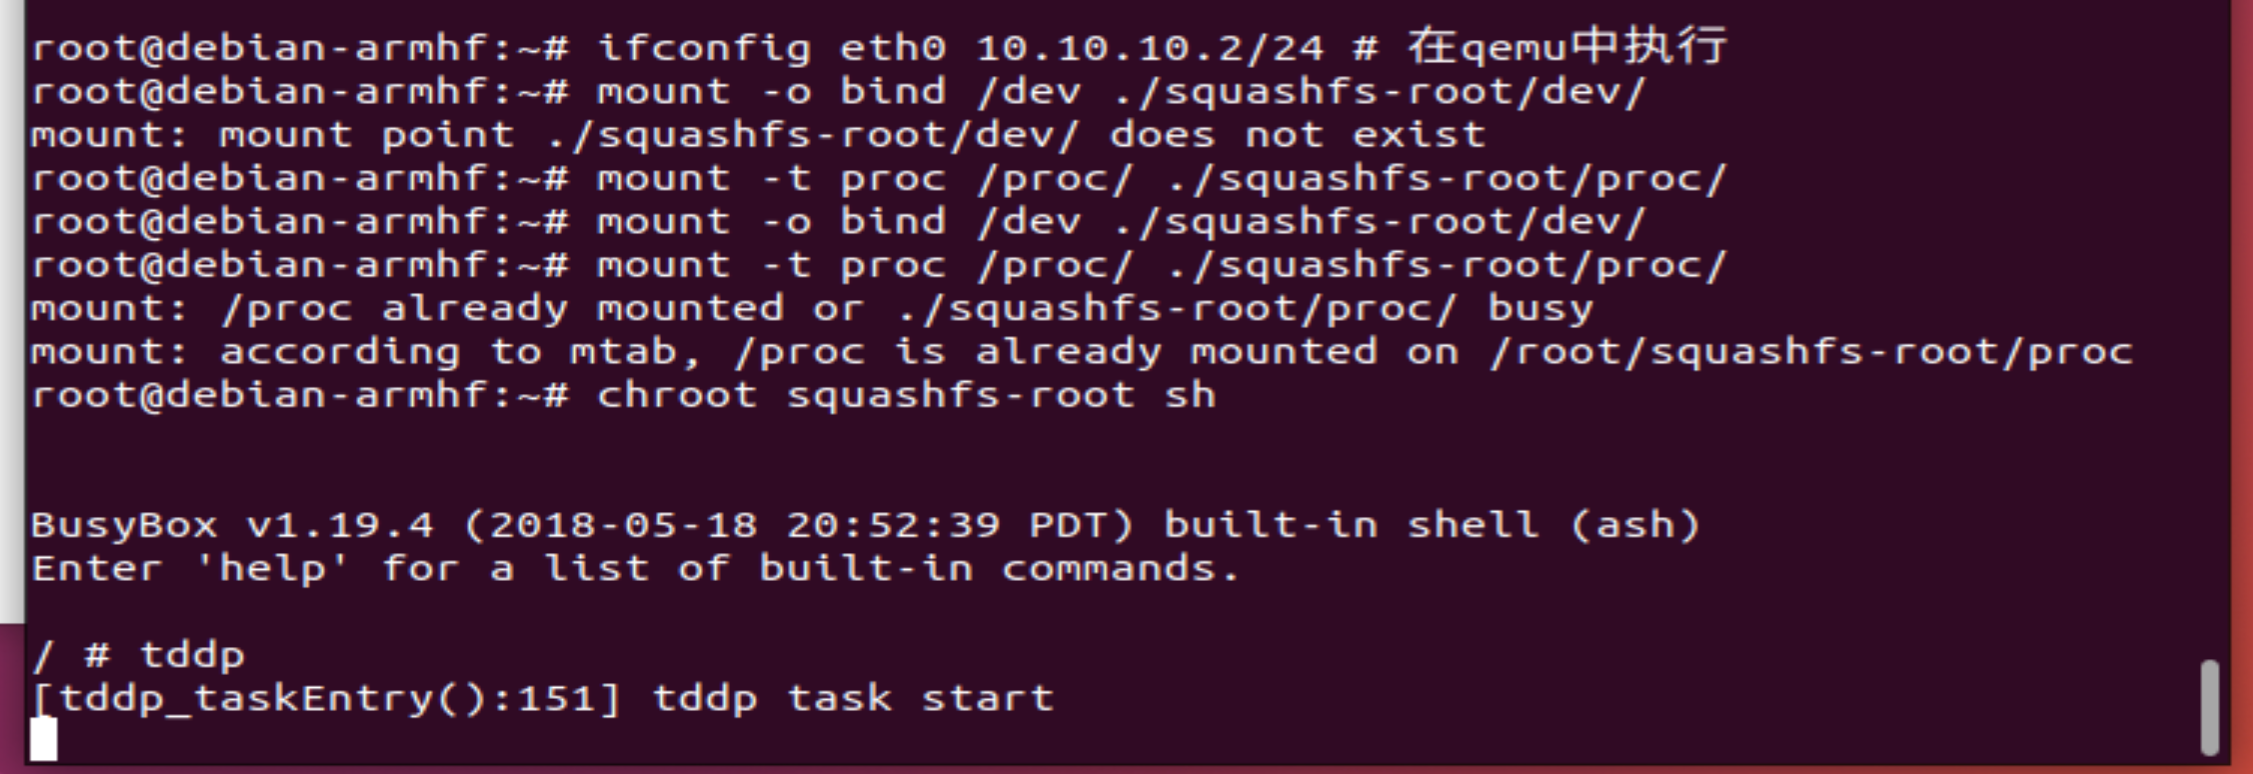 root@debian-armhf:~# ifconfig eth0 10.10.10.2/24 # 在qemu中执行
root@debian-armhf:~# mount -o bind /dev ./squashfs-root/dev/
mount: mount point ./squashfs-root/dev/ does not exist
root@debian-armhf:~# mount -t proc /proc/ ./squashfs-root/proc/
root@debian-armhf:~# mount -o bind /dev ./squashfs-root/dev/
root@debian-armhf:~# mount -t proc /proc/ ./squashfs-root/proc/
mount: /proc already mounted or ./squashfs-root/proc/ busy
mount: according to mtab, /proc is already mounted on /root/squashfs-root/proc
root@debian-armhf:~# chroot squashfs-root sh
BusyBox v1.19.4 (2018-05-18 20:52:39 PDT) built-in shell (ash)
Enter 'help' for a list of built-in commands.
/ # tddp
[tddp_taskEntry():151] tddp task start